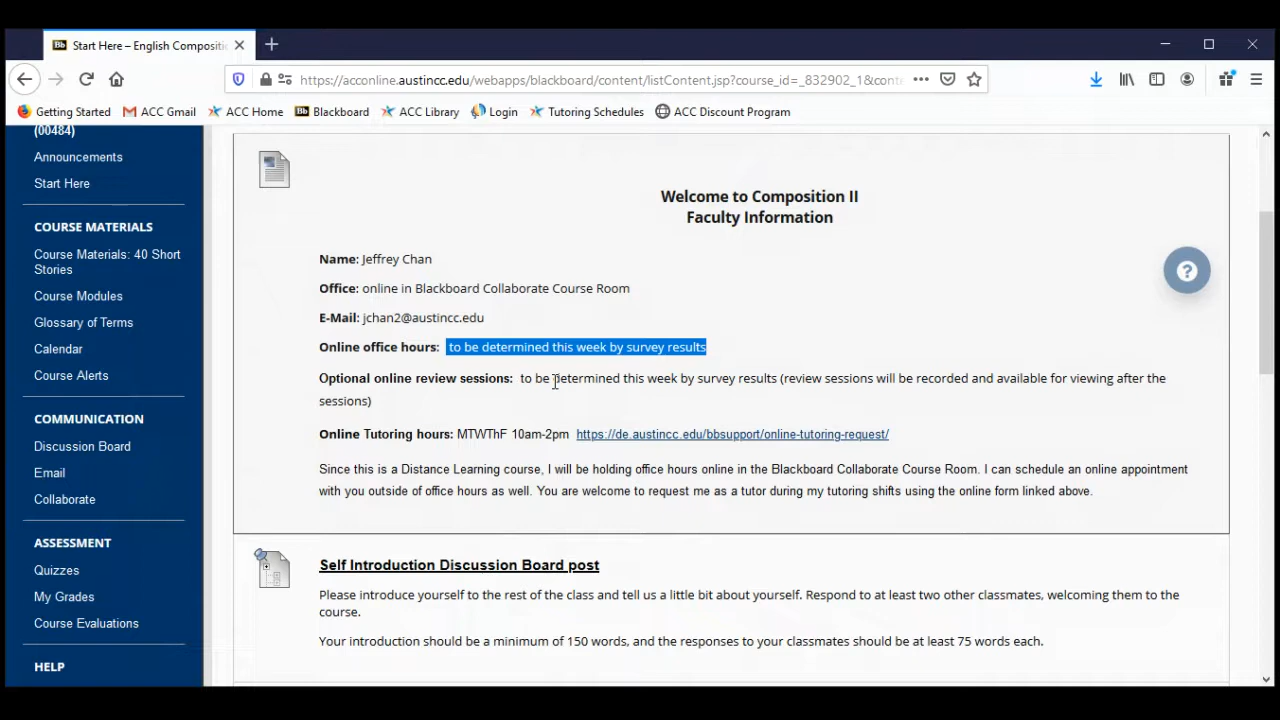 Start Here – English Compositi
https://acconline.austincc.edu/webapps/blackboard/content/listContent.jsp?course_id=_832902_1&cont
Getting Started
ACC Gmail
ACC Home
Blackboard
ACC Library
Login
Tutoring Schedules
ACC Discount Program
(00484)
Announcements
Start Here
COURSE MATERIALS
Course Materials: 40 Short
Stories
Course Modules
Glossary of Terms
Calendar
Course Alerts
COMMUNICATION
Discussion Board
Email
Collaborate
ASSESSMENT
Quizzes
My Grades
Course Evaluations
HELP
Welcome to Composition II
Faculty Information
Name: Jeffrey Chan
Office: online in Blackboard Collaborate Course Room
E-Mail: jchan2@austincc.edu
Online office hours: to be determined this week by survey results
Optional online review sessions: to be determined this week by survey results (review sessions will be recorded and available for viewing after the
sessions)
Online Tutoring hours: MTWThF 10am-2pm https://de.austincc.edu/bbsupport/online-tutoring-request/
Since this is a Distance Learning course, I will be holding office hours online in the Blackboard Collaborate Course Room. I can schedule an online appointment
with you outside of office hours as well. You are welcome to request me as a tutor during my tutoring shifts using the online form linked above.
Self Introduction Discussion Board post
Please introduce yourself to the rest of the class and tell us a little bit about yourself. Respond to at least two other classmates, welcoming them to the
course.
Your introduction should be a minimum of 150 words, and the responses to your classmates should be at least 75 words each.